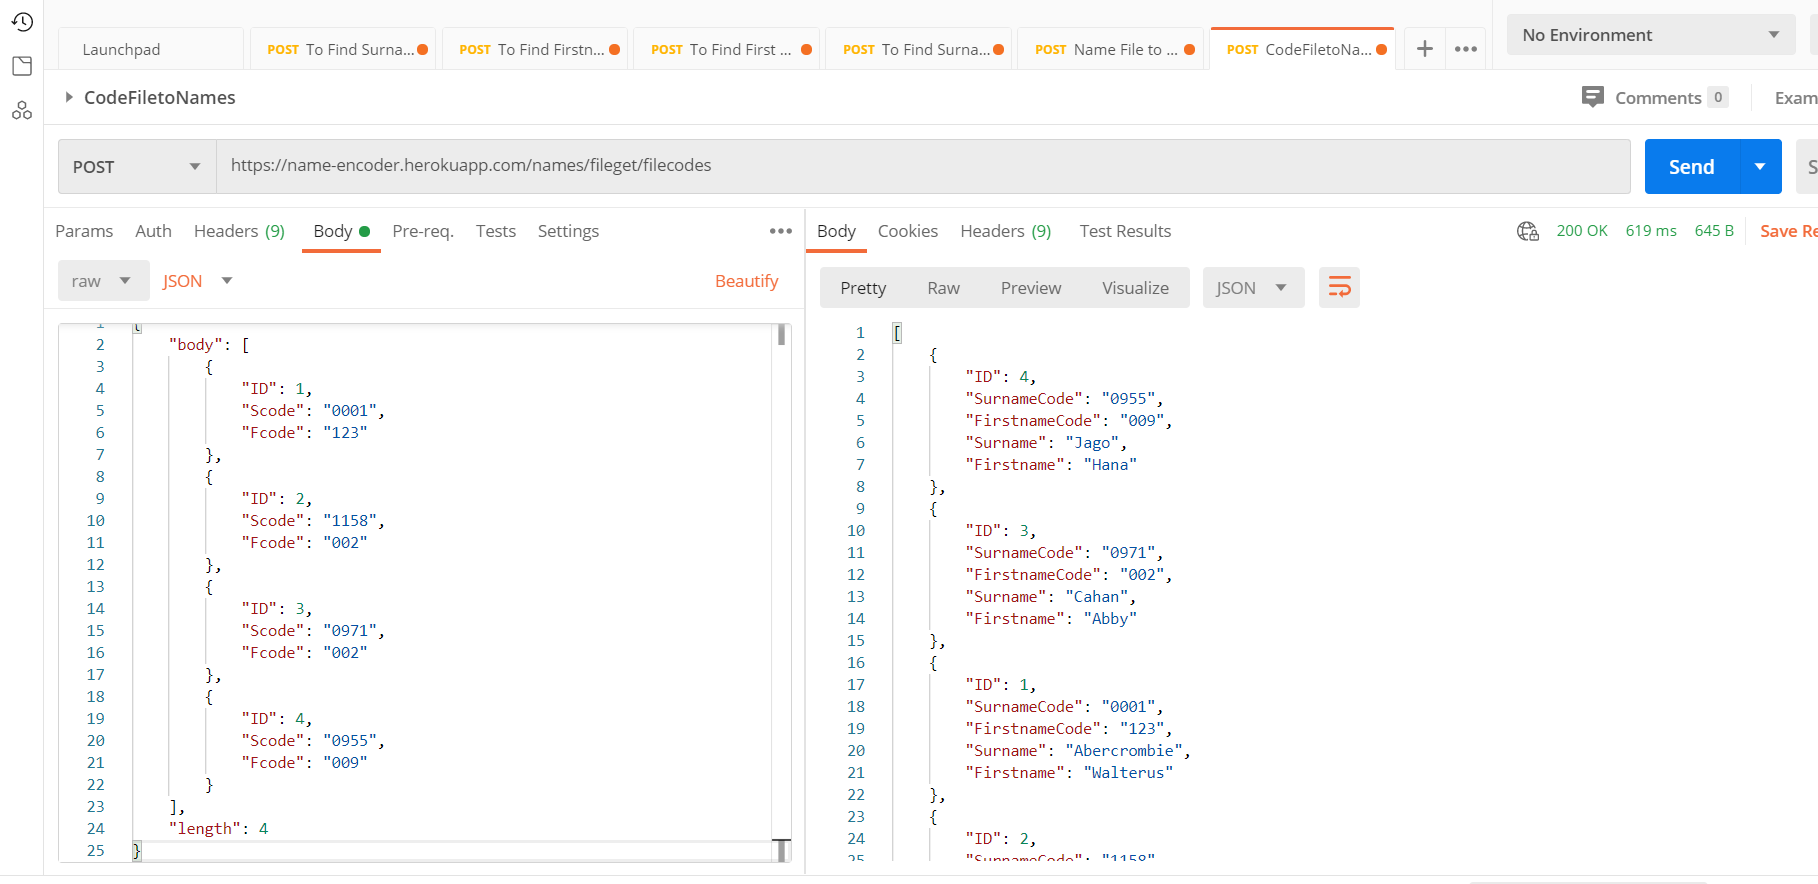 Launchpad
POST To Find Surna...
POST To Find Firstn...
POST To Find First ...
POST To Find Surna...
POST Name File to ...
POST CodeFiletoNa...
No Environment
CodeFiletoNames
Comments 0
Exam
POST
https://name-encoder.herokuapp.com/names/fileget/filecodes
Send
S
Params Auth Headers (9) Body Pre-req. Tests Settings
raw JSON Beautify
1 {
2 "body": [
3 {
4 "ID": 1,
5 "Scode": "0001",
6 "Fcode": "123"
7 },
8 {
9 "ID": 2,
10 "Scode": "1158",
11 "Fcode": "002"
12 },
13 {
14 "ID": 3,
15 "Scode": "0971",
16 "Fcode": "002"
17 },
18 {
19 "ID": 4,
20 "Scode": "0955",
21 "Fcode": "009"
22 }
23 ],
24 "length": 4
25 }
Body Cookies Headers (9) Test Results
200 OK 619 ms 645 B Save Re
Pretty Raw Preview Visualize JSON
1 [
2 {
3 "ID": 4,
4 "SurnameCode": "0955",
5 "FirstnameCode": "009",
6 "Surname": "Jago",
7 "Firstname": "Hana"
8 },
9 {
10 "ID": 3,
11 "SurnameCode": "0971",
12 "FirstnameCode": "002",
13 "Surname": "Cahan",
14 "Firstname": "Abby"
15 },
16 {
17 "ID": 1,
18 "SurnameCode": "0001",
19 "FirstnameCode": "123",
20 "Surname": "Abercrombie",
21 "Firstname": "Walterus"
22 },
23 {
24 "ID": 2,
25 "SurnameCode": "1158"